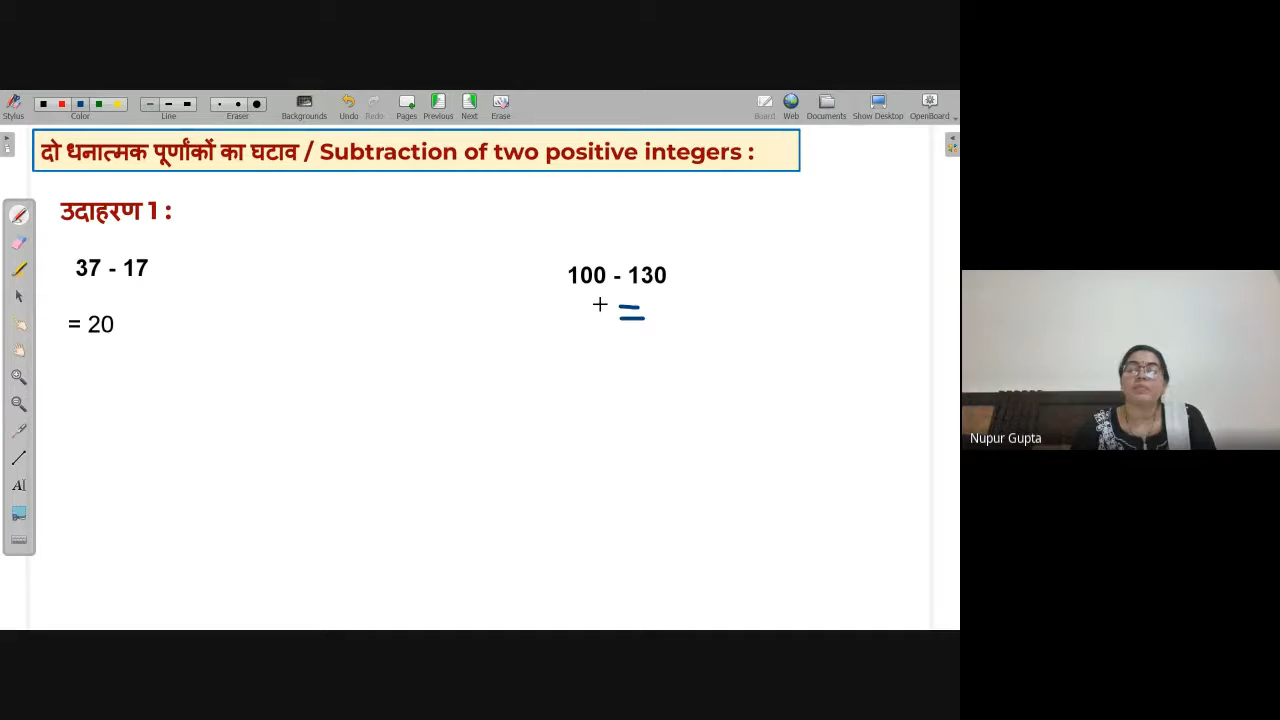 Stylus
Color
Line
Eraser
Backgrounds
Undo
Redo
Pages
Previous
Next
Erase
Board
Web
Documents
Show Desktop
OpenBoard
दो धनात्मक पूर्णांकों का घटाव / Subtraction of two positive integers :
उदाहरण 1 :
37 - 17
= 20
100 - 130
=
Nupur Gupta